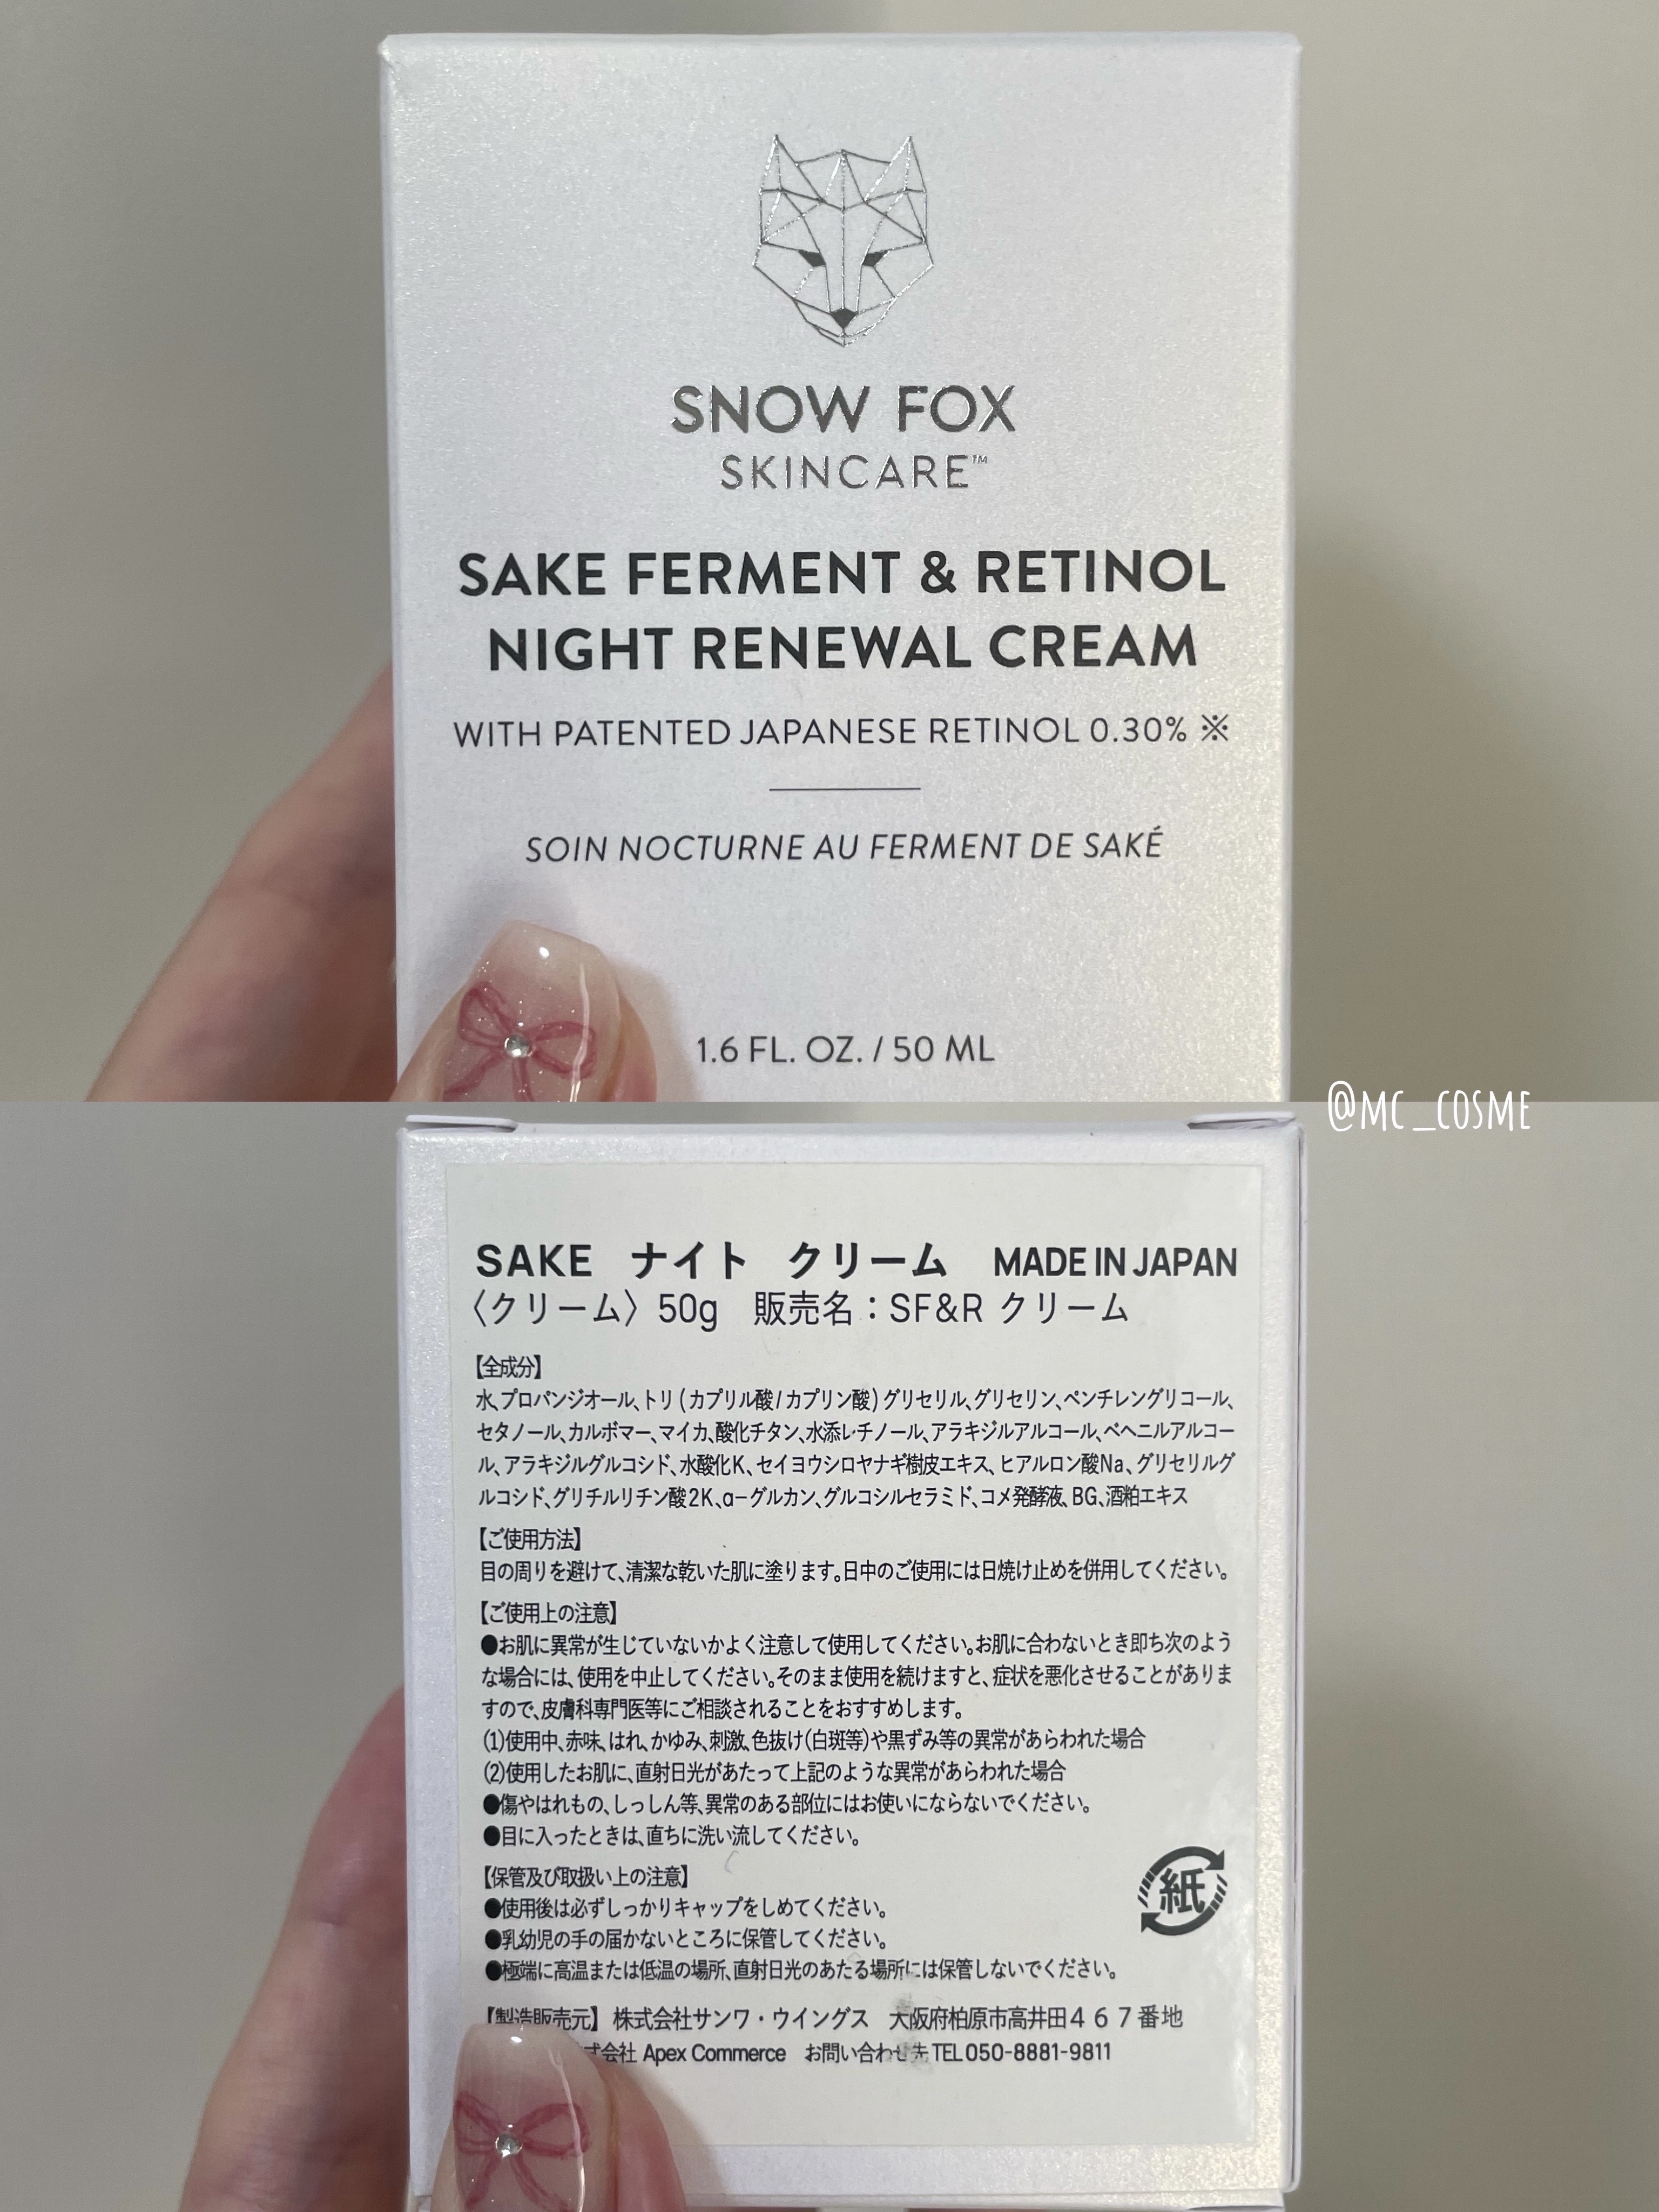 SNOW FOX
SKINCARE™
SAKE FERMENT & RETINOL
NIGHT RENEWAL CREAM
WITH PATENTED JAPANESE RETINOL 0.30% ※
SOIN NOCTURNE AU FERMENT DE SAKÉ
1.6 FL. OZ. / 50 ML
@MC_COSME
SAKE ナイト クリーム MADE IN JAPAN
〈クリーム〉50g 販売名：SF&R クリーム
【全成分】
水、プロパンジオール、トリ(カプリル酸/カプリン酸)グリセリル、グリセリン、ペンチレングリコール、
セタノール、カルボマー、マイカ、酸化チタン、水添レチノール、アラキジルアルコール、ベヘニルアルコー
ル、アラキジルグルコシド、水酸化K、セイヨウシロヤナギ樹皮エキス、ヒアルロン酸Na、グリセリルグ
ルコシド、グリチルリチン酸2K、α－グルカン、グルコシルセラミド、コメ発酵液、BG、酒粕エキス
【ご使用方法】
目の周りを避けて、清潔な乾いた肌に塗ります。日中のご使用には日焼け止めを併用してください。
【ご使用上の注意】
●お肌に異常が生じていないかよく注意して使用してください。お肌に合わないとき即ち次のよう
な場合には、使用を中止してください。そのまま使用を続けますと、症状を悪化させることがありま
すので、皮膚科専門医等にご相談されることをおすすめします。
(1)使用中、赤味、はれ、かゆみ、刺激、色抜け(白斑等)や黒ずみ等の異常があらわれた場合
(2)使用したお肌に、直射日光があたって上記のような異常があらわれた場合
●傷やはれもの、しっしん等、異常のある部位にはお使いにならないでください。
●目に入ったときは、直ちに洗い流してください。
【保管及び取扱い上の注意】
●使用後は必ずしっかりキャップをしめてください。
●乳幼児の手の届かないところに保管してください。
●極端に高温または低温の場所、直射日光のあたる場所には保管しないでください。
紙
【製造販売元】株式会社サンワ・ウイングス 大阪府柏原市高井田４６７番地
式会社 Apex Commerce お問い合わせ先 TEL 050-8881-9811